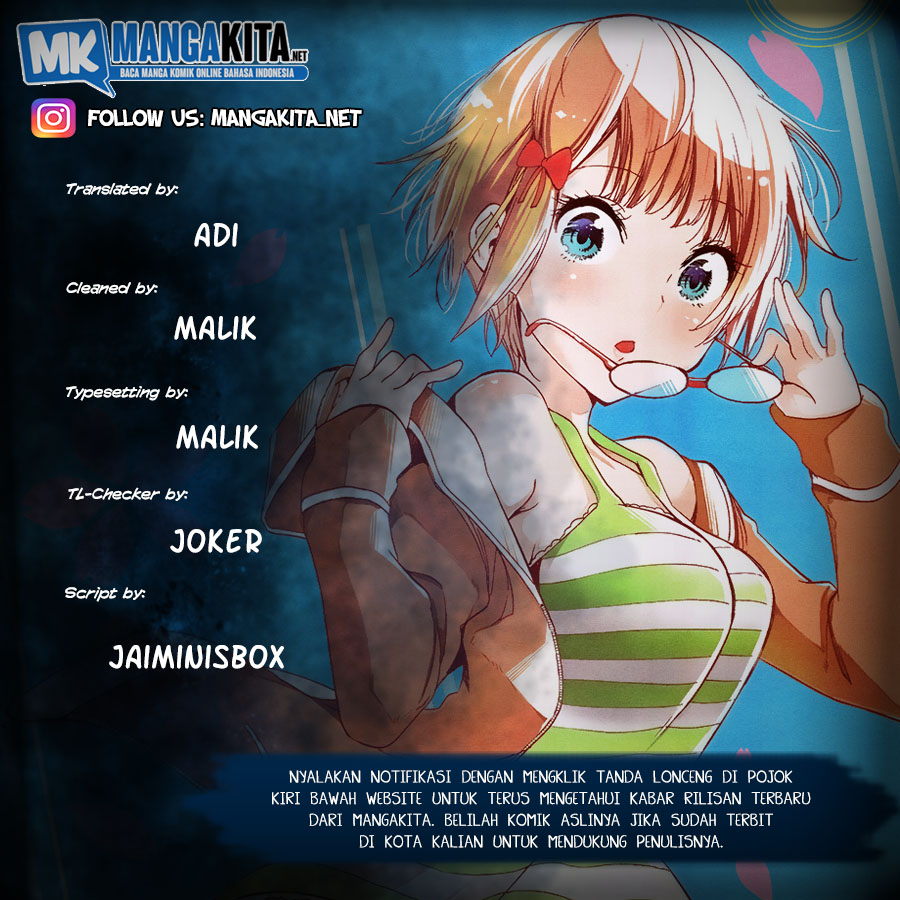 MK MANGAKITA.NET
BACA MANGA KOMIK ONLINE BAHASA INDONESIA
FOLLOW US: MANGAKITA_NET
Translated by:
ADI
Cleaned by:
MALIK
Typesetting by:
MALIK
TL-Checker by:
JOKER
Script by:
JAIMINISBOX
NYALAKAN NOTIFIKASI DENGAN MENGKLIK TANDA LONCENG DI POJOK
KIRI BAWAH WEBSITE UNTUK TERUS MENGETAHUI KABAR RILISAN TERBARU
DARI MANGAKITA. BELILAH KOMIK ASLINYA JIKA SUDAH TERBIT
DI KOTA KALIAN UNTUK MENDUKUNG PENULISNYA.